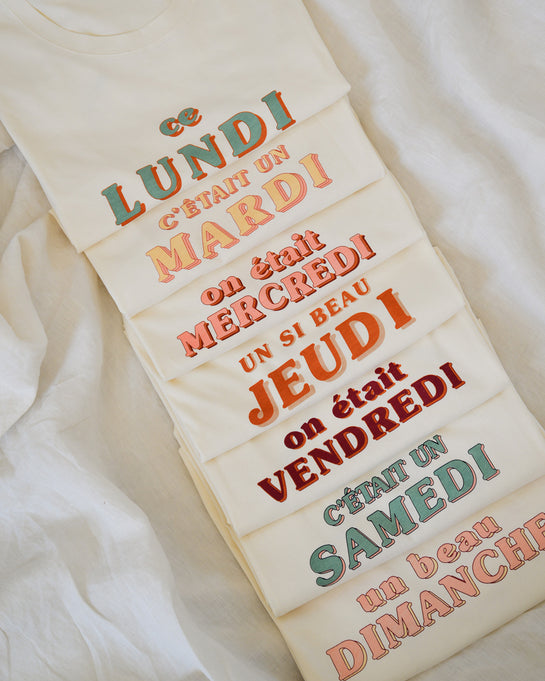 ce
LUNDI
C'ÉTAIT UN
MARDI
on était
MERCREDI
UN SI BEAU
JEUDI
on était
VENDREDI
C'ÉTAIT UN
SAMEDI
un beau
DIMANCHE